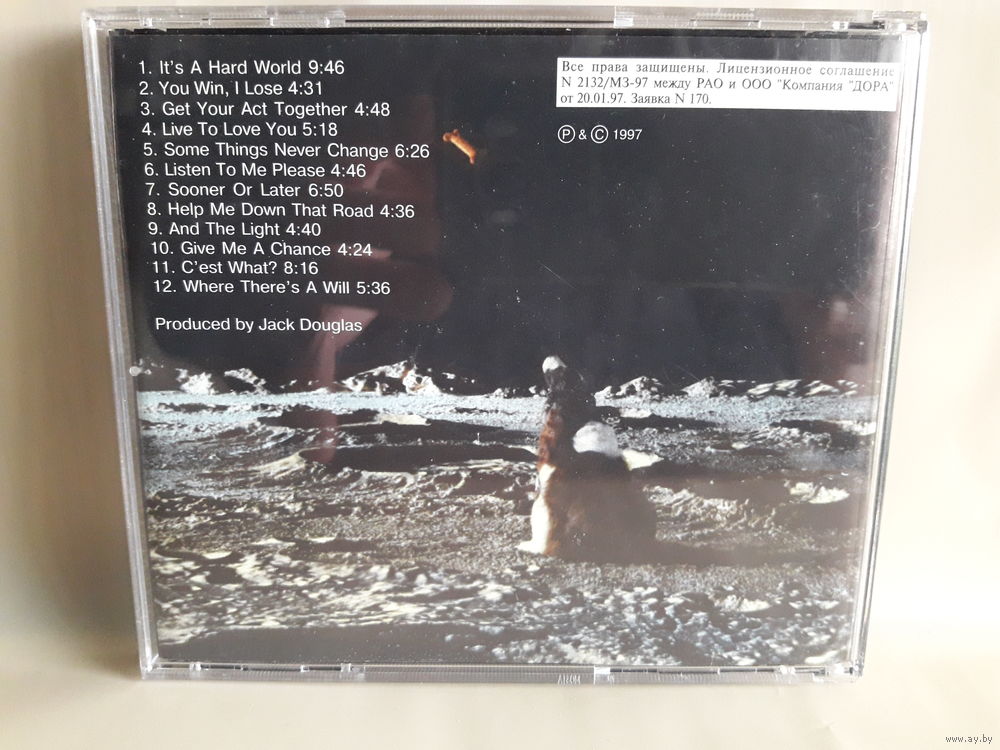 1. It's A Hard World 9:46
2. You Win, I Lose 4:31
3. Get Your Act Together 4:48
4. Live To Love You 5:18
5. Some Things Never Change 6:26
6. Listen To Me Please 4:46
7. Sooner Or Later 6:50
8. Help Me Down That Road 4:36
9. And The Light 4:40
10. Give Me A Chance 4:24
11. C'est What? 8:16
12. Where There's A Will 5:36
Produced by Jack Douglas
Все права защищены. Лицензионное соглашение
N 2132/МЗ-97 между РАО и ООО "Компания "ДОРА"
от 20.01.97. Заявка N 170.
Ⓟ & © 1997
www.ay.by